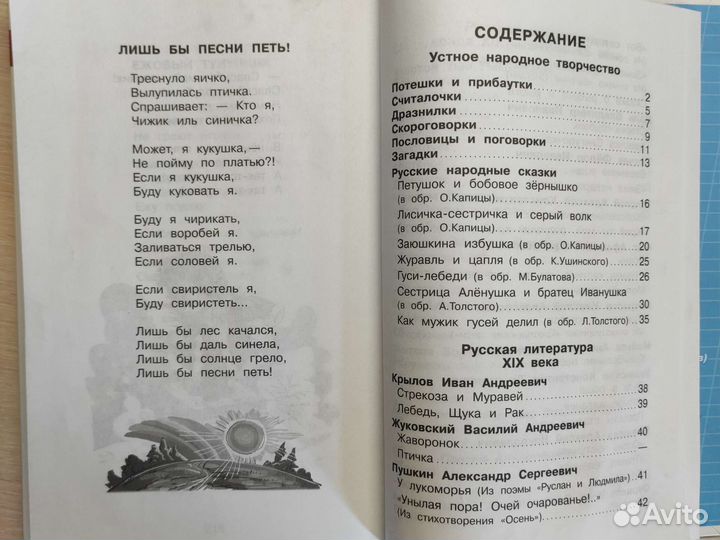 ЛИШЬ БЫ ПЕСНИ ПЕТЬ!
Треснуло яичко,
Вылупилась птичка.
Спрашивает: — Кто я,
Чижик иль синичка?
Может, я кукушка,—
Не пойму по платью?!
Если я кукушка,
Буду куковать я.
Буду я чирикать,
Если воробей я.
Заливаться трелью,
Если соловей я.
Если свиристель я,
Буду свиристеть...
Лишь бы лес качался,
Лишь бы даль синела,
Лишь бы солнце грело,
Лишь бы песни петь!
СОДЕРЖАНИЕ
Устное народное творчество
Потешки и прибаутки 2
Считалочки 5
Дразнилки 7
Скороговорки 9
Пословицы и поговорки 11
Загадки 13
Русские народные сказки
Петушок и бобовое зёрнышко
(в обр. О.Капицы) 16
Лисичка-сестричка и серый волк
(в обр. О.Капицы) 17
Заюшкина избушка (в обр. О.Капицы) 20
Журавль и цапля (в обр. К.Ушинского) 25
Гуси-лебеди (в обр. М.Булатова) 26
Сестрица Алёнушка и братец Иванушка
(в обр. А.Толстого) 30
Как мужик гусей делил (в обр. Л.Толстого) 35
Русская литература
XIX века
Крылов Иван Андреевич
Стрекоза и Муравей 38
Лебедь, Щука и Рак 39
Жуковский Василий Андреевич
Жаворонок 40
Птичка —
Пушкин Александр Сергеевич
У лукоморья (Из поэмы «Руслан и Людмила») 41
«Унылая пора! Очей очарованье!..»
(Из стихотворения «Осень») 42
Avito